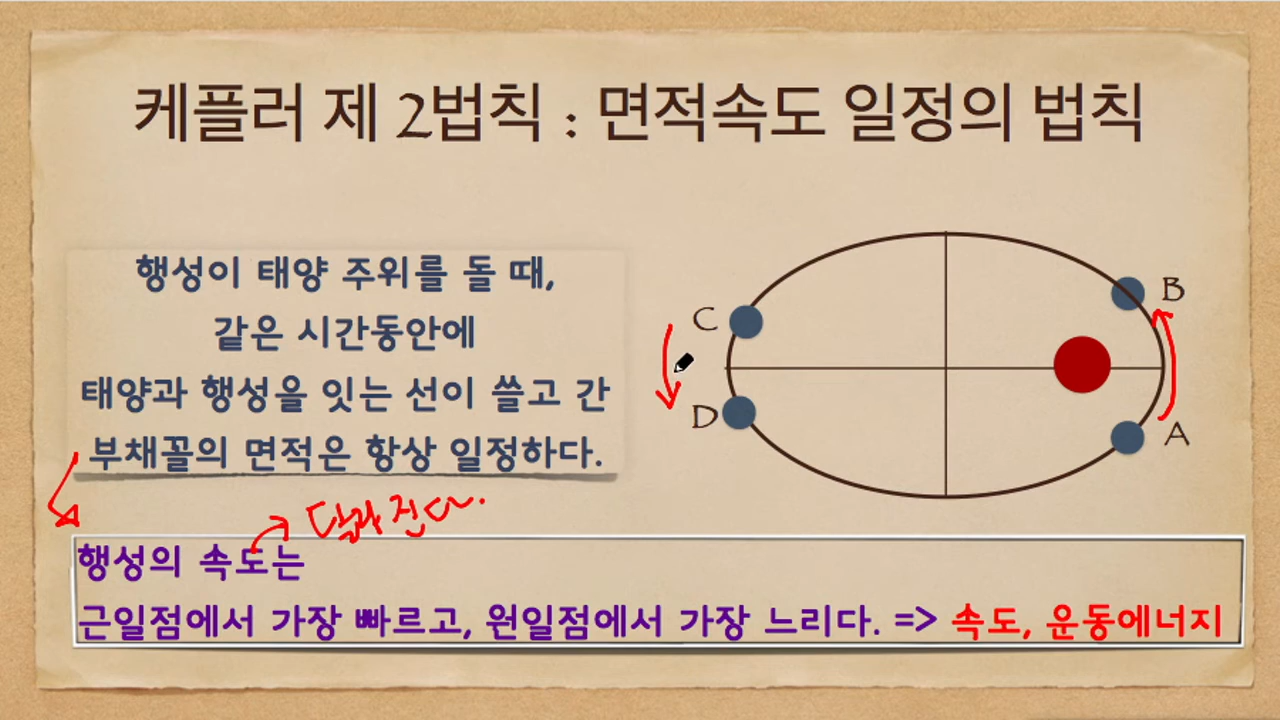 케플러 제 2법칙 : 면적속도 일정의 법칙
행성이 태양 주위를 돌 때,
같은 시간동안에
태양과 행성을 잇는 선이 쓸고 간
부채꼴의 면적은 항상 일정하다.
C
D
B
A
달라진다.
행성의 속도는
근일점에서 가장 빠르고, 원일점에서 가장 느리다. => 속도, 운동에너지